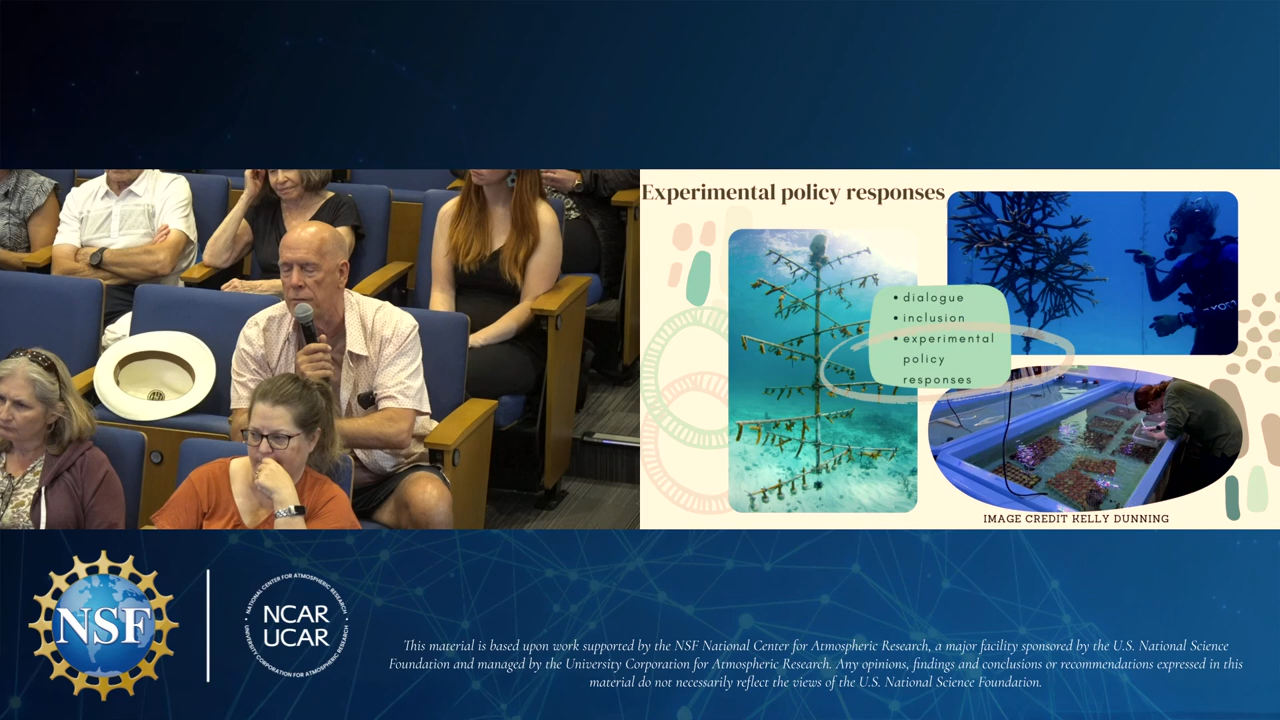 Experimental policy responses
• dialogue
• inclusion
• experimental
policy
responses
IMAGE CREDIT KELLY DUNNING
NSF
NATIONAL CENTER FOR ATMOSPHERIC RESEARCH
NCAR
UCAR
UNIVERSITY CORPORATION FOR ATMOSPHERIC RESEARCH
This material is based upon work supported by the NSF National Center for Atmospheric Research, a major facility sponsored by the U.S. National Science
Foundation and managed by the University Corporation for Atmospheric Research. Any opinions, findings and conclusions or recommendations expressed in this
material do not necessarily reflect the views of the U.S. National Science Foundation.